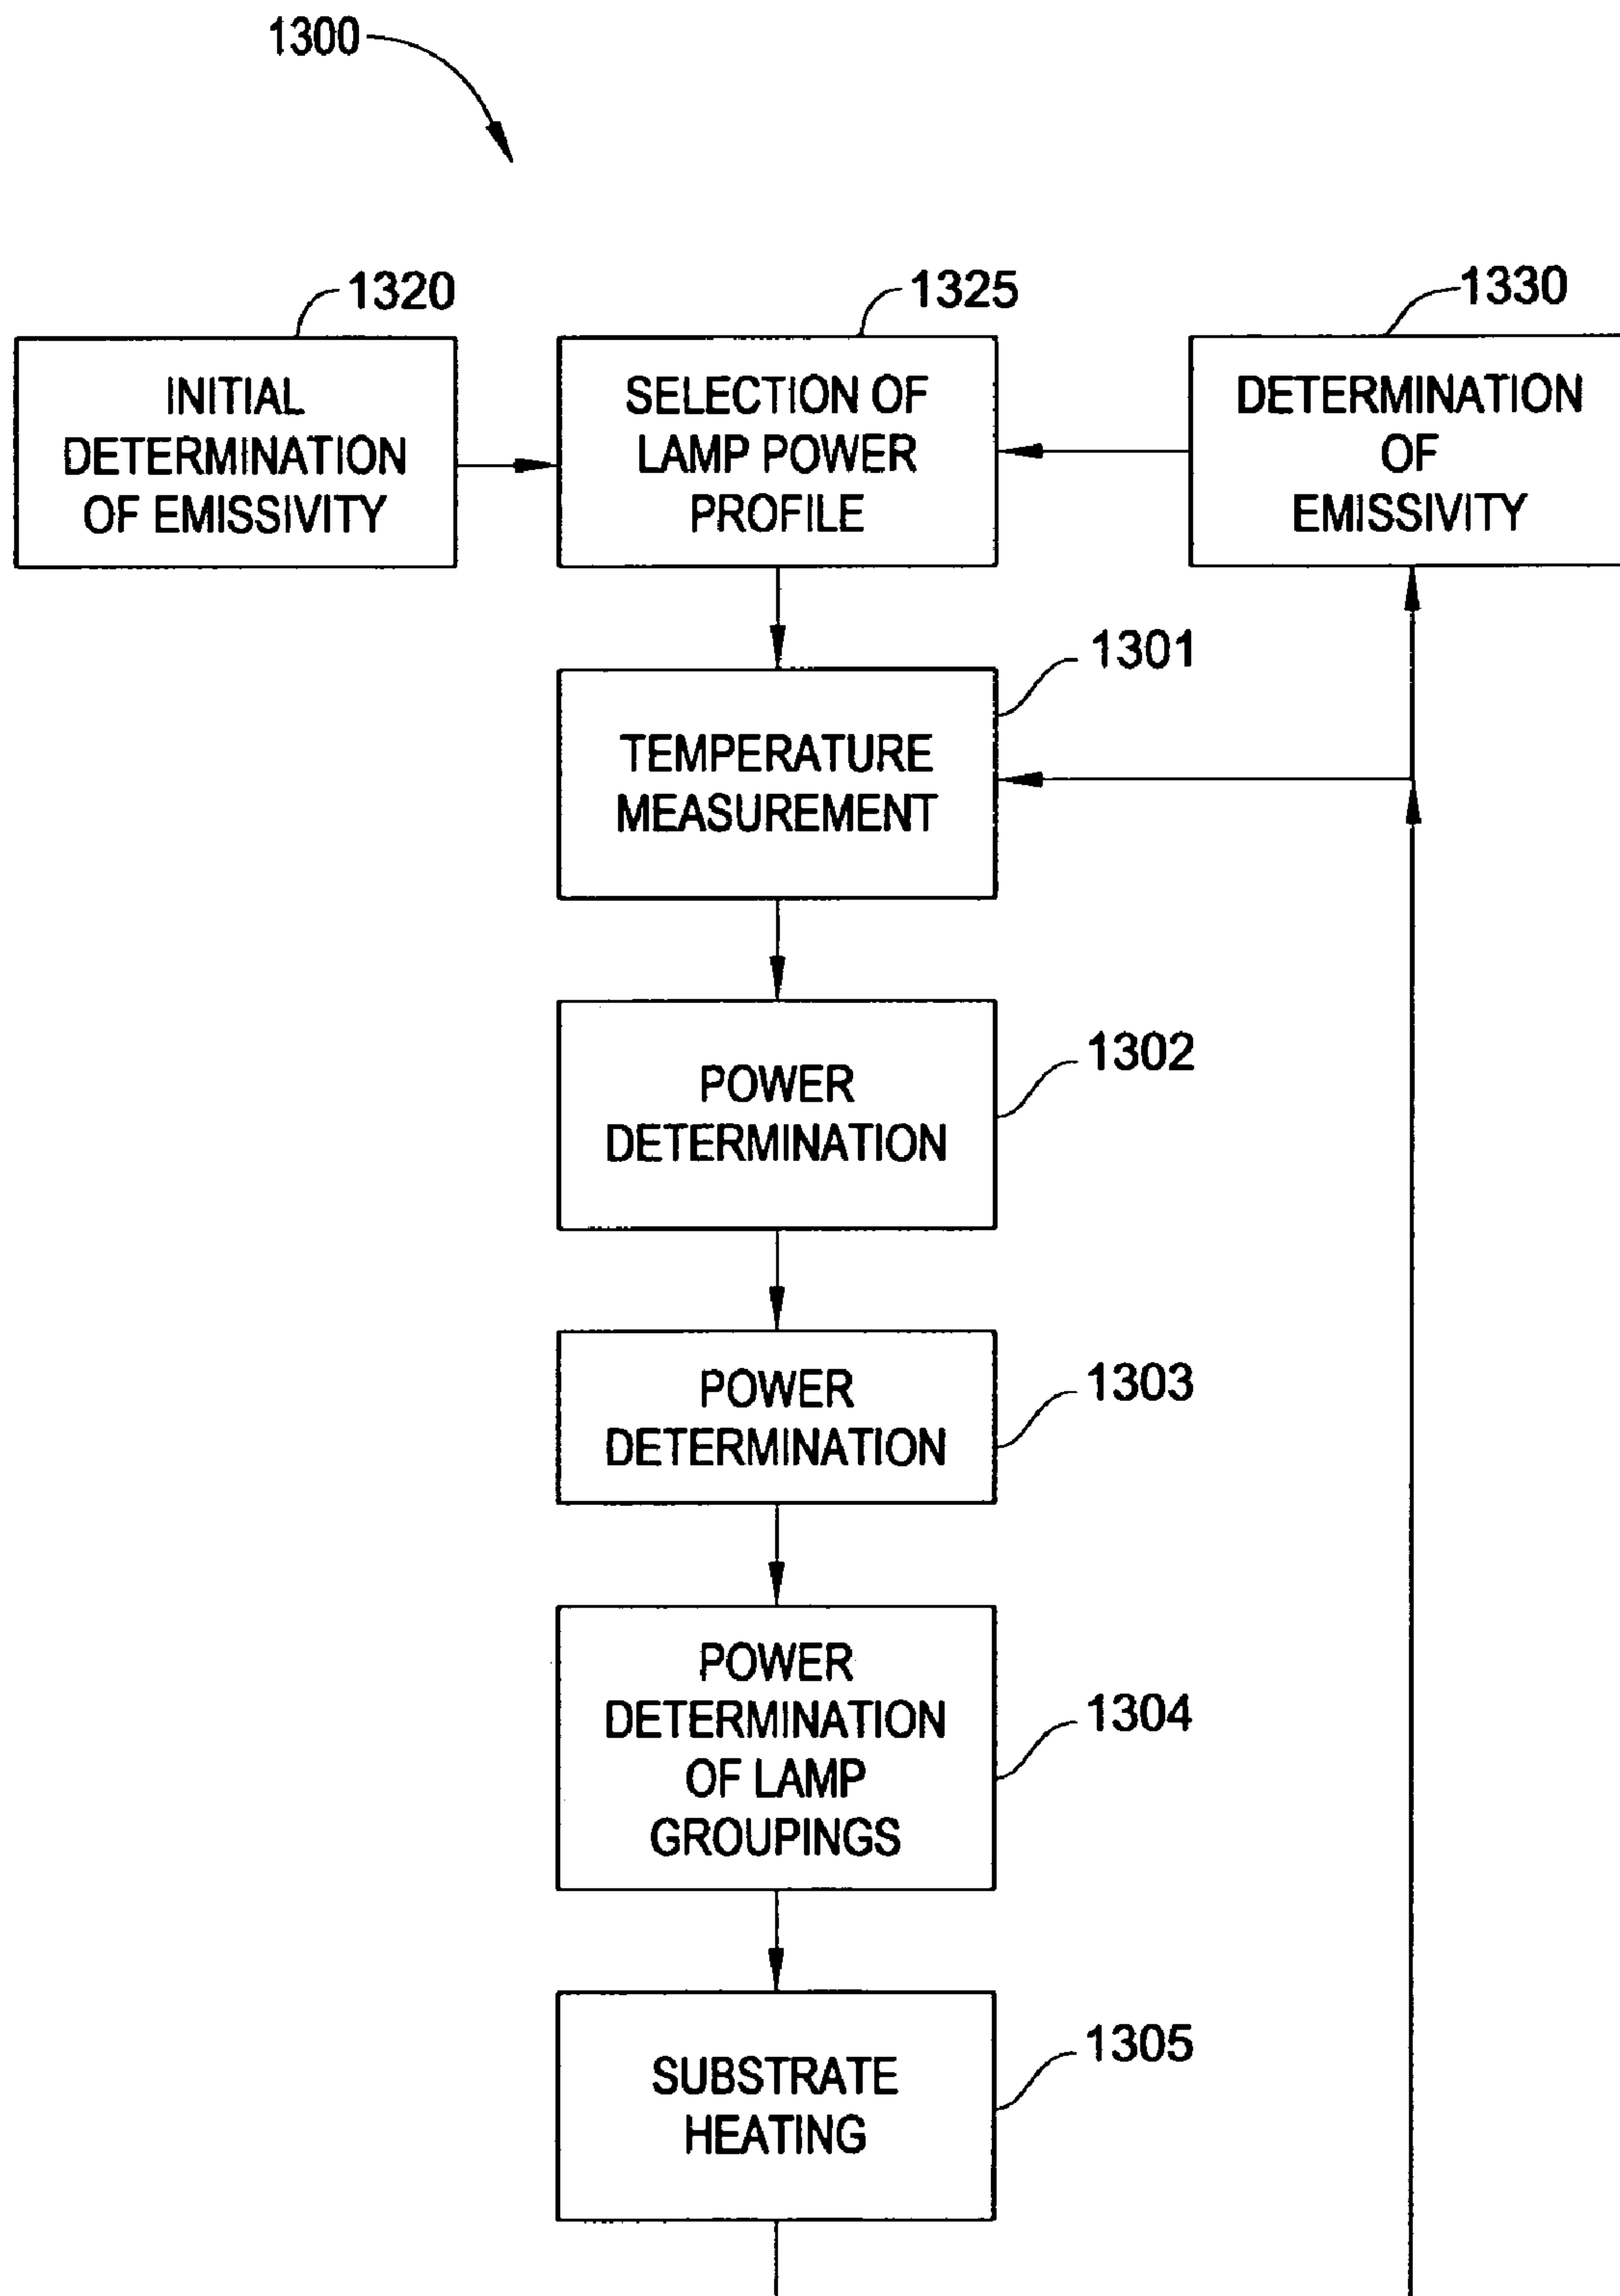 1300
1320
INITIAL
DETERMINATION
OF EMISSIVITY
1325
SELECTION OF
LAMP POWER
PROFILE
1330
DETERMINATION
OF
EMISSIVITY
1301
TEMPERATURE
MEASUREMENT
1302
POWER
DETERMINATION
1303
POWER
DETERMINATION
1304
POWER
DETERMINATION
OF LAMP
GROUPINGS
1305
SUBSTRATE
HEATING